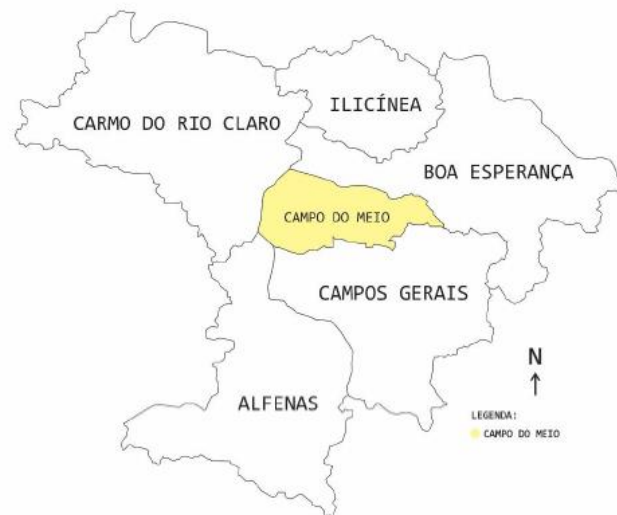 ILICÍNEA
CARMO DO RIO CLARO
BOA ESPERANÇA
CAMPO DO MEIO
CAMPOS GERAIS
N
ALFENAS
LEGENDA:
CAMPO DO MEIO